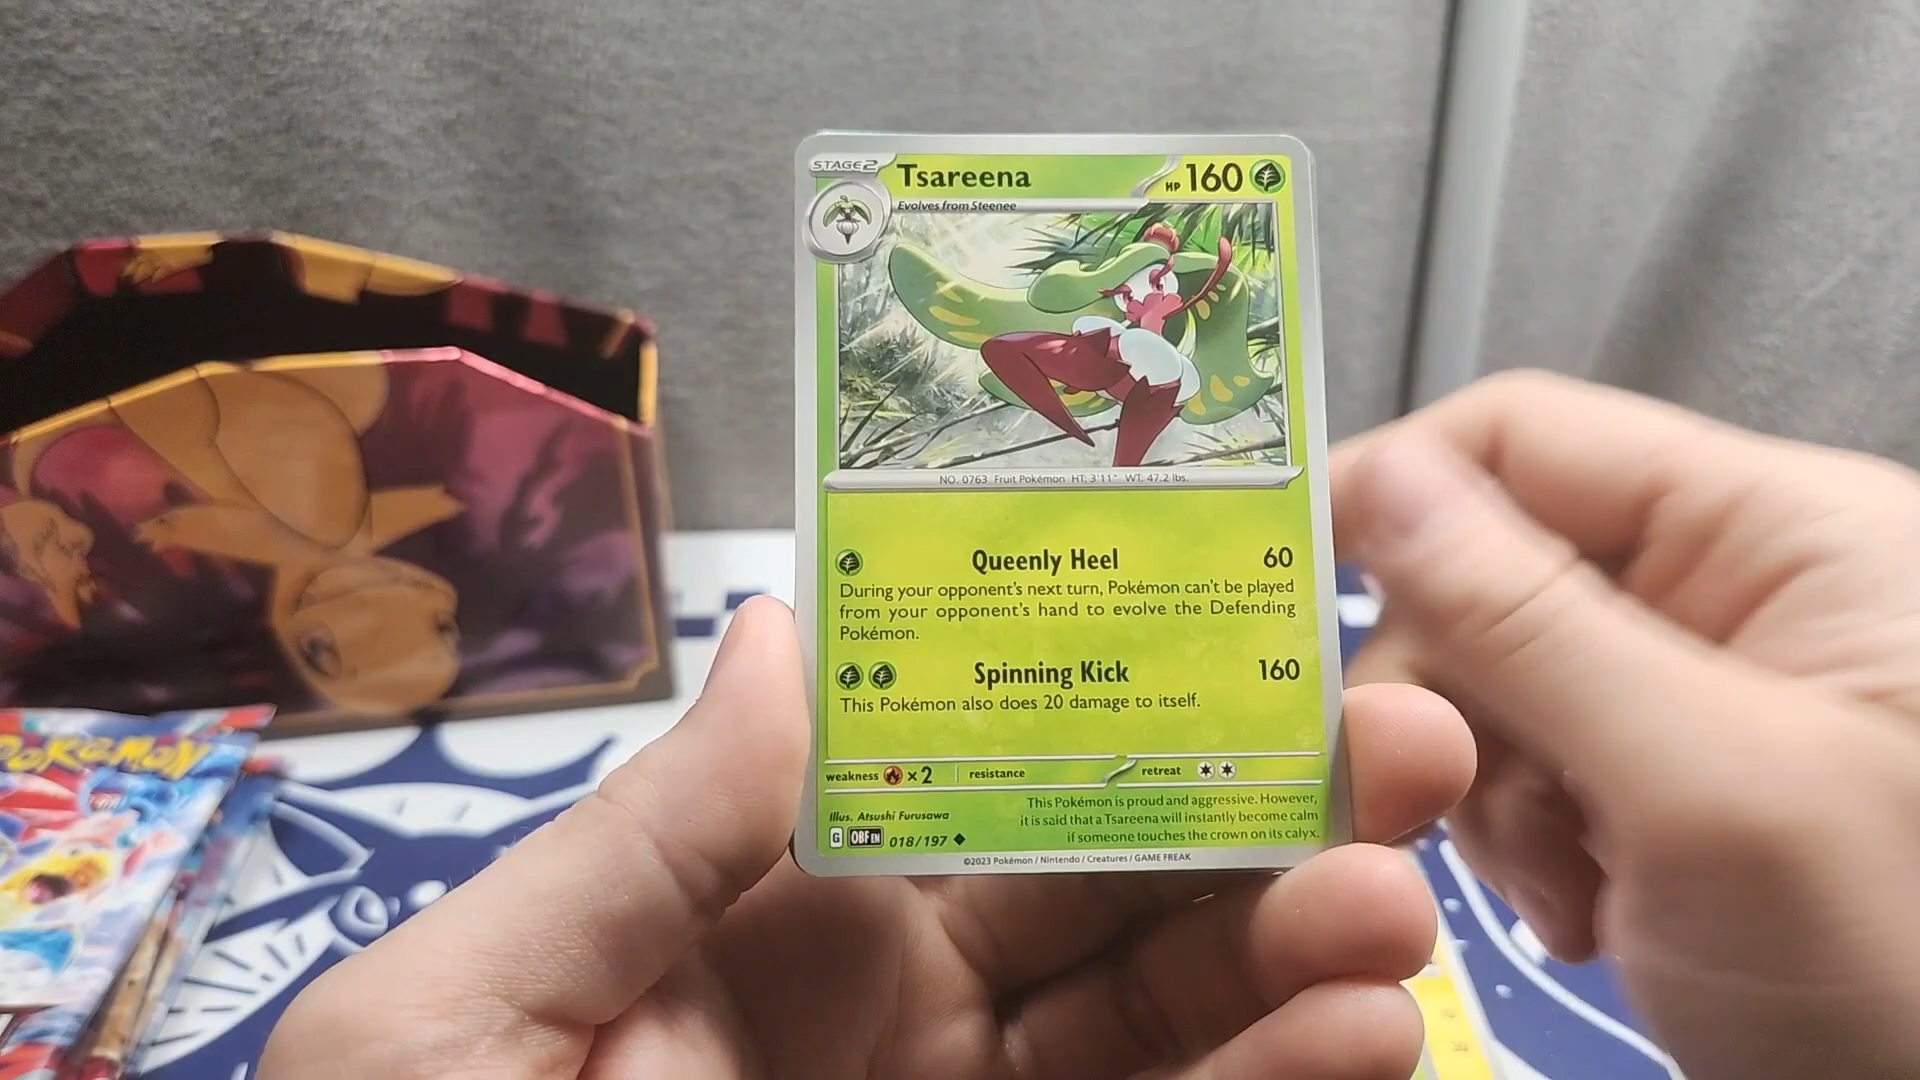 STAGE2
Tsareena
HP 160
Evolves from Steenee
NO. 0763 Fruit Pokémon HT: 3'11" WT: 47.2 lbs.
Queenly Heel 60
During your opponent's next turn, Pokémon can't be played
from your opponent's hand to evolve the Defending
Pokémon.
Spinning Kick 160
This Pokémon also does 20 damage to itself.
weakness ×2 resistance retreat
Illus. Atsushi Furusawa
This Pokémon is proud and aggressive. However,
it is said that a Tsareena will instantly become calm
if someone touches the crown on its calyx.
G OBF EN 018/197
©2023 Pokémon / Nintendo / Creatures / GAME FREAK
POKÉMON